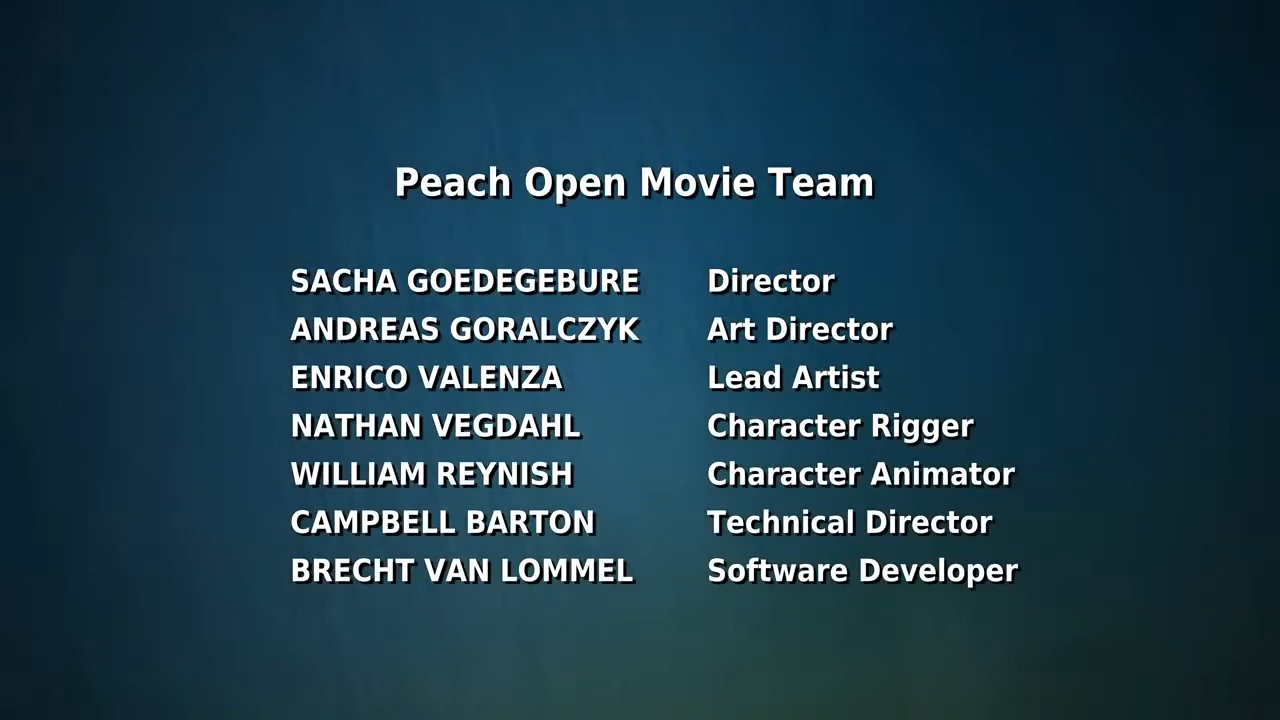 Peach Open Movie Team
SACHA GOEDEGEBURE Director
ANDREAS GORALCZYK Art Director
ENRICO VALENZA Lead Artist
NATHAN VEGDAHL Character Rigger
WILLIAM REYNISH Character Animator
CAMPBELL BARTON Technical Director
BRECHT VAN LOMMEL Software Developer